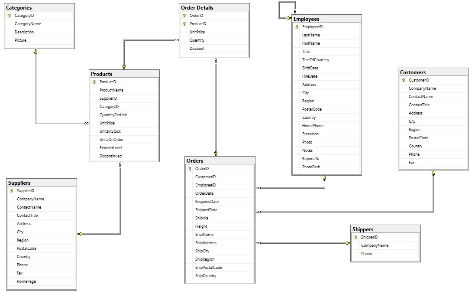 Categories
CategoryID
CategoryName
Description
Picture
Order Details
OrderID
ProductID
UnitPrice
Quantity
Discount
Employees
EmployeeID
LastName
FirstName
Title
TitleOfCourtesy
BirthDate
HireDate
Address
City
Region
PostalCode
Country
HomePhone
Extension
Photo
Notes
ReportsTo
PhotoPath
Customers
CustomerID
CompanyName
ContactName
ContactTitle
Address
City
Region
PostalCode
Country
Phone
Fax
Products
ProductID
ProductName
SupplierID
CategoryID
QuantityPerUnit
UnitPrice
UnitsInStock
UnitsOnOrder
ReorderLevel
Discontinued
Orders
OrderID
CustomerID
EmployeeID
OrderDate
RequiredDate
ShippedDate
ShipVia
Freight
ShipName
ShipAddress
ShipCity
ShipRegion
ShipPostalCode
ShipCountry
Suppliers
SupplierID
CompanyName
ContactName
ContactTitle
Address
City
Region
PostalCode
Country
Phone
Fax
HomePage
Shippers
ShipperID
CompanyName
Phone